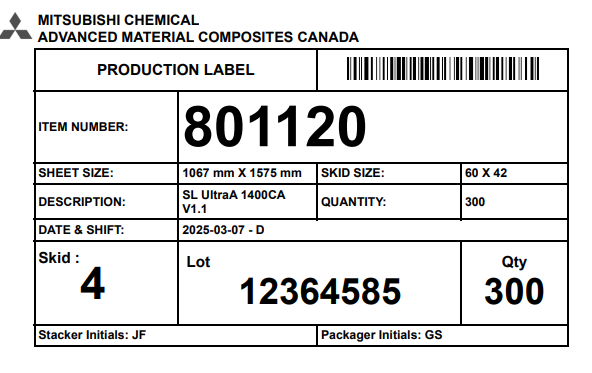 MITSUBISHI CHEMICAL
ADVANCED MATERIAL COMPOSITES CANADA
PRODUCTION LABEL
ITEM NUMBER: 801120
SHEET SIZE: 1067 mm X 1575 mm SKID SIZE: 60 X 42
DESCRIPTION: SL UltraA 1400CA
V1.1
QUANTITY: 300
DATE & SHIFT: 2025-03-07 - D
Skid :
4
Lot
12364585
Qty
300
Stacker Initials: JF Packager Initials: GS